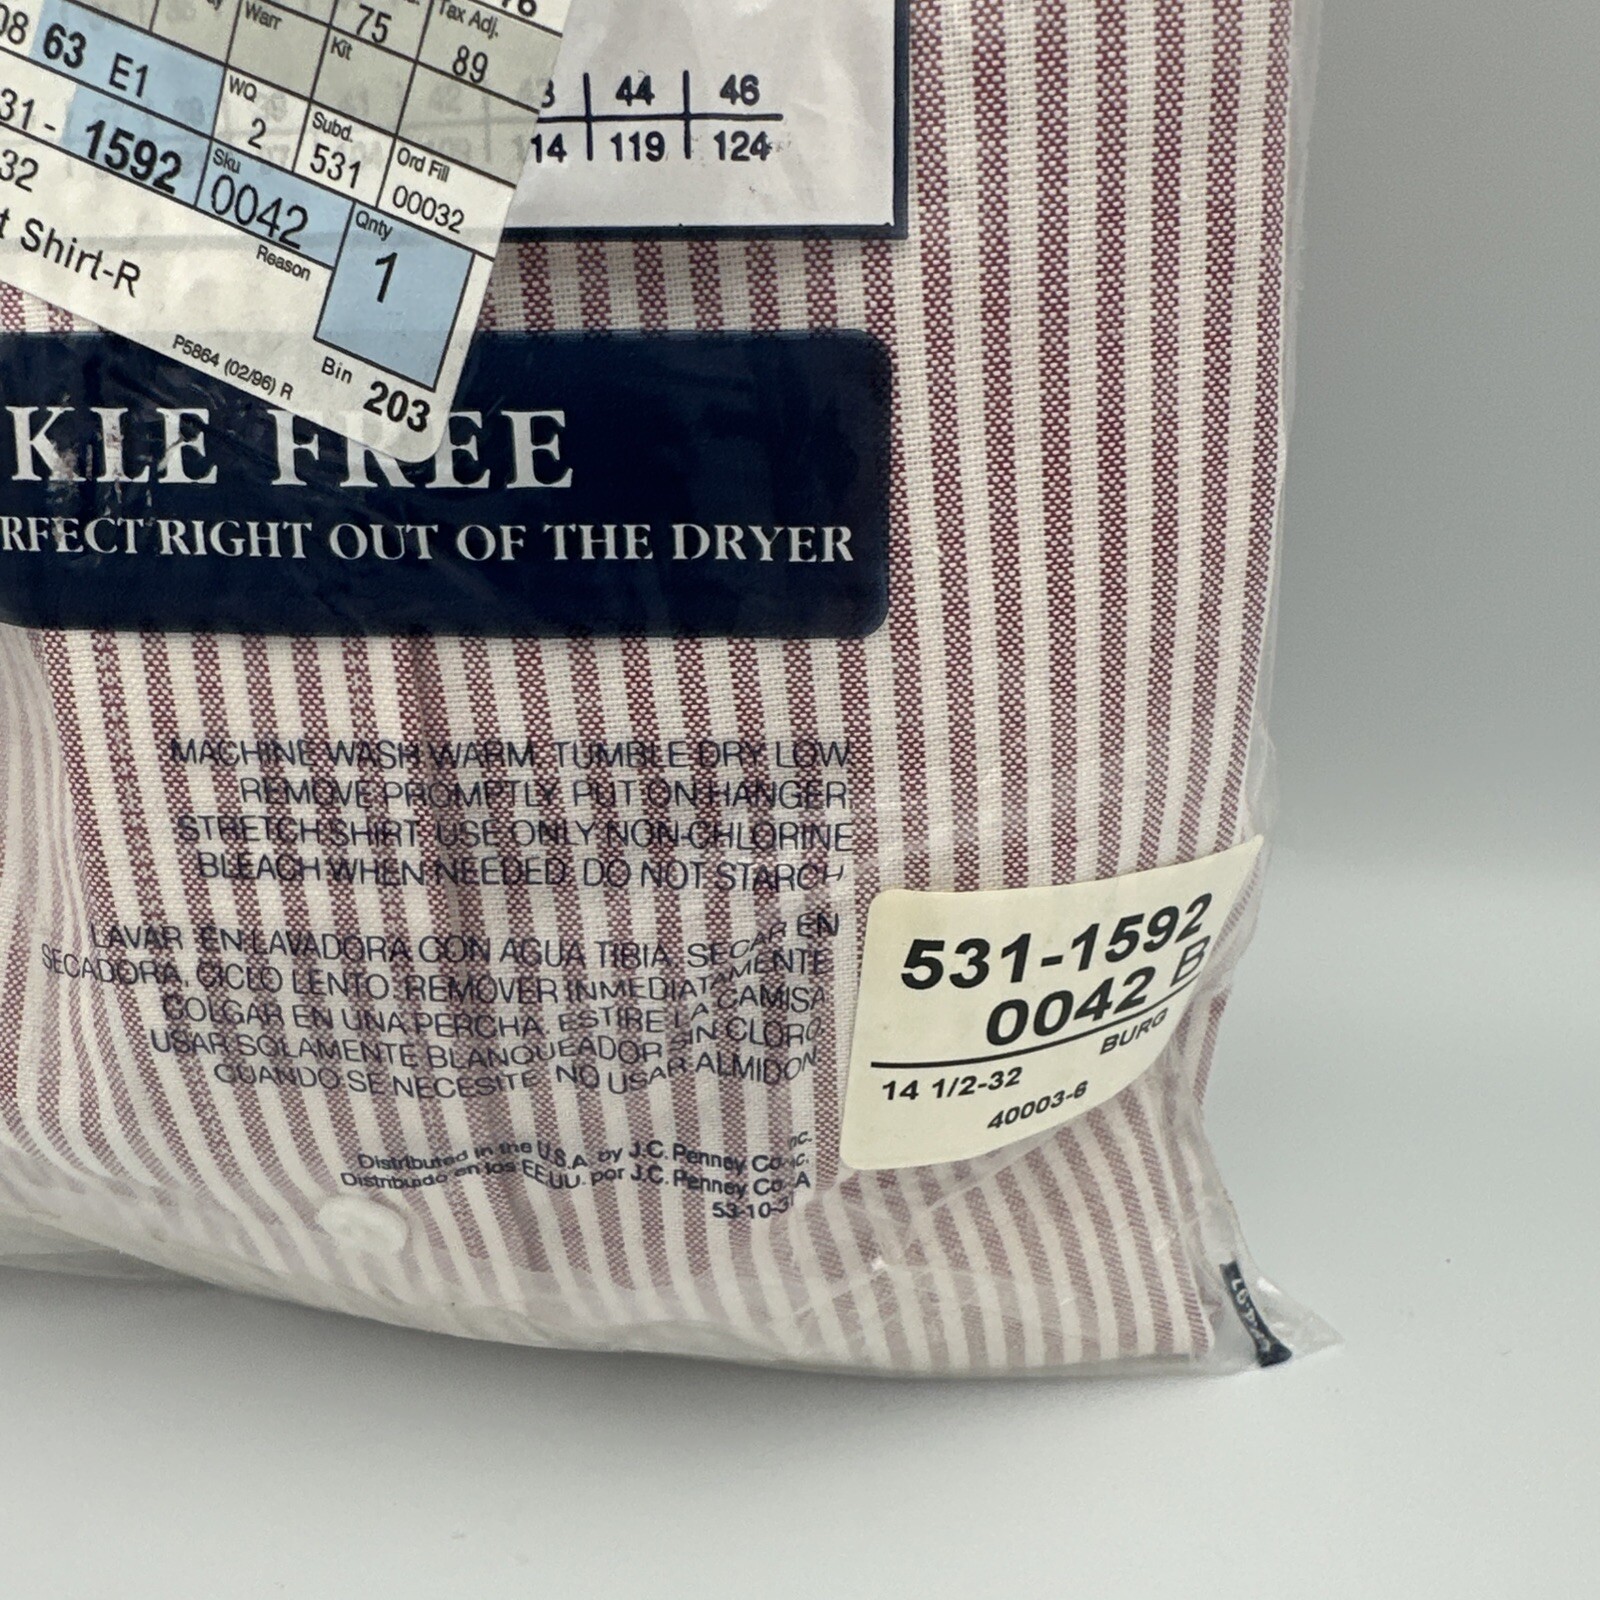 75
Tax Adj.
89
Warr
Kit
08 63 E1
WQ
2
Subd.
531
Ord Fill
00032
31 - 1592
Sku
0042
Qnty
1
32
Reason
t Shirt-R
P5864 (02/96) R
Bin 203
3 44 46
14 119 124
KLE FREE
RFECT RIGHT OUT OF THE DRYER
MACHINE WASH WARM. TUMBLE DRY LOW.
REMOVE PROMPTLY. PUT ON HANGER.
STRETCH SHIRT. USE ONLY NON-CHLORINE
BLEACH WHEN NEEDED. DO NOT STARCH
LAVAR EN LAVADORA CON AGUA TIBIA. SECAR EN
SECADORA, CICLO LENTO. REMOVER INMEDIATAMENTE
COLGAR EN UNA PERCHA. ESTIRE LA CAMISA.
USAR SOLAMENTE BLANQUEADOR SIN CLORO
CUANDO SE NECESITE. NO USAR ALMIDON
Distributed in the U.S.A. by J.C. Penney Co. Inc.
Distribuido en los EE.UU. por J.C. Penney Co.
53-10-3
531-1592
0042 B
BURG
14 1/2-32
40003-6